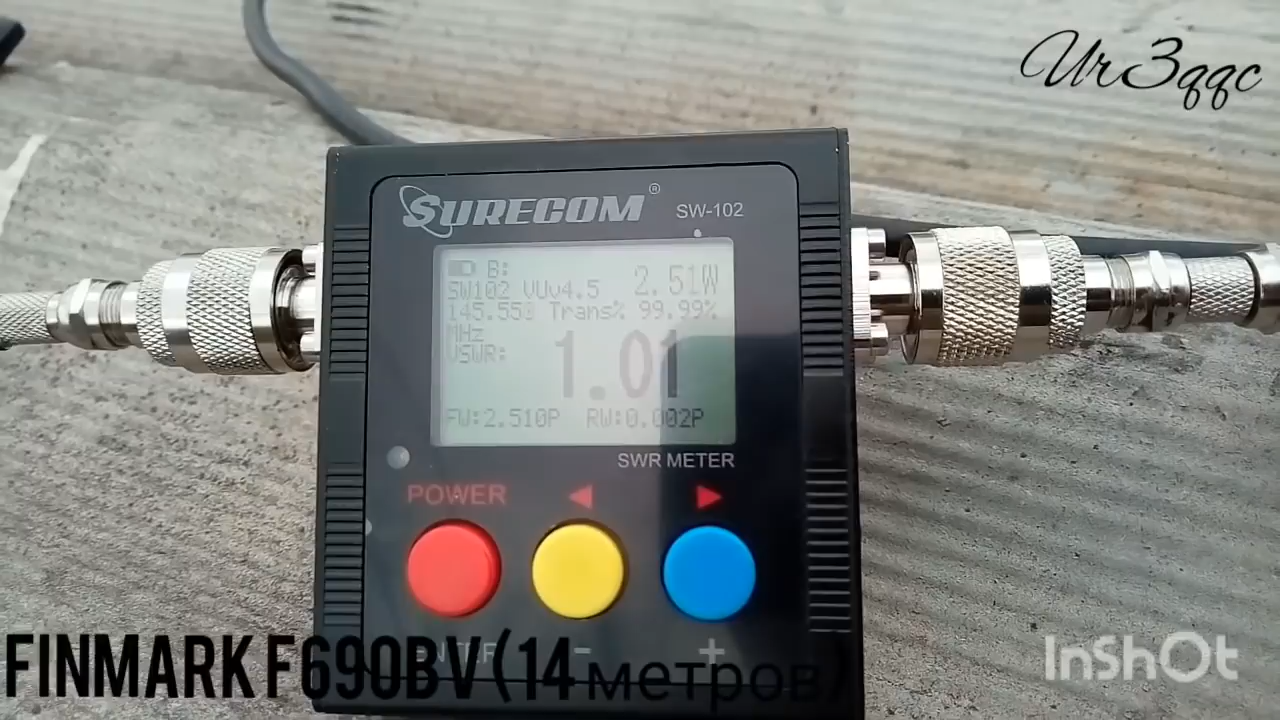 Ur3qqc
SURECOM®
SW-102
B:
SW102 VUv4.5 2.51W
145.550 Trans% 99.99%
MHz
VSWR: 1.01
FW:2.510P RW:0.002P
SWR METER
POWER ◀ ▶
ENTER - +
FINMARK F690BV (14 метров)
InShOt